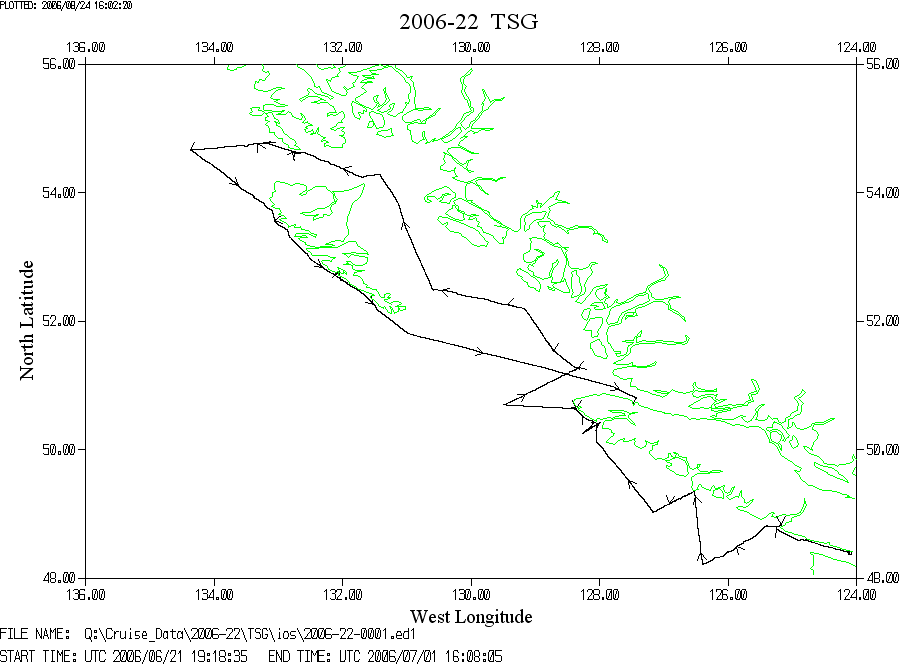 PLOTTED: 2006/08/24 16:02:20
2006-22 TSG
136.00 134.00 132.00 130.00 128.00 126.00 124.00
56.00 56.00
54.00 54.00
52.00 52.00
50.00 50.00
48.00 48.00
North Latitude
136.00 134.00 132.00 130.00 128.00 126.00 124.00
West Longitude
FILE NAME: Q:\Cruise_Data\2006-22\TSG\ios\2006-22-0001.ed1
START TIME: UTC 2006/06/21 19:18:35 END TIME: UTC 2006/07/01 16:08:05